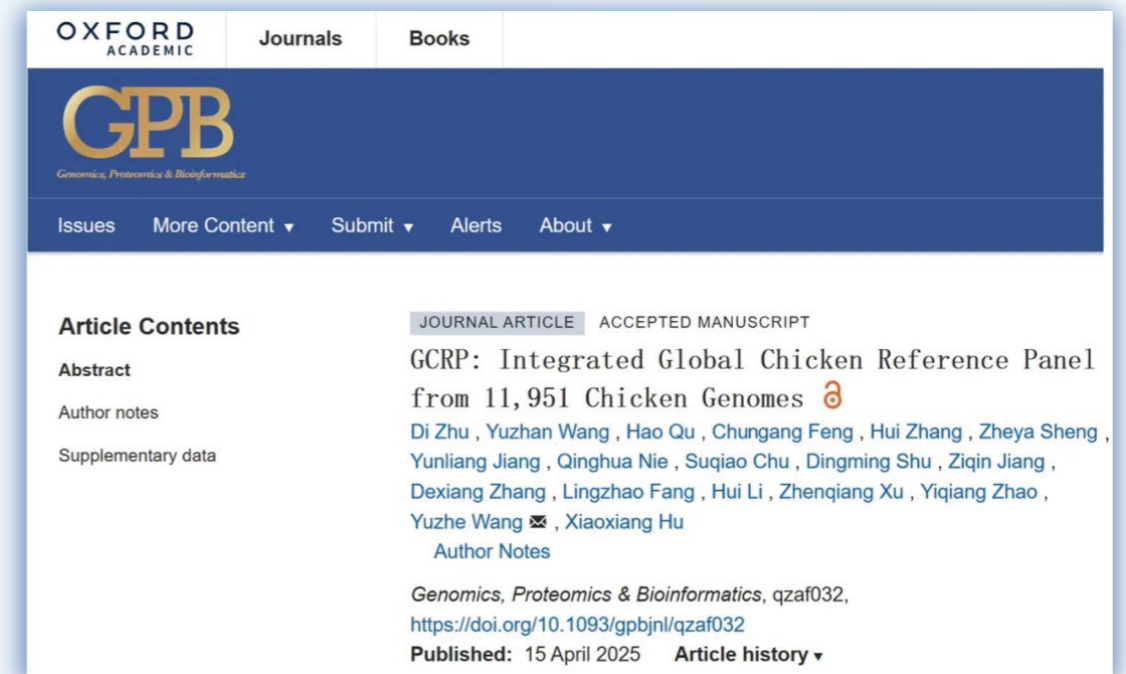 OXFORD
ACADEMIC
Journals
Books
GPB
Genomics, Proteomics & Bioinformatics
Issues
More Content ▾
Submit ▾
Alerts
About ▾
Article Contents
Abstract
Author notes
Supplementary data
JOURNAL ARTICLE ACCEPTED MANUSCRIPT
GCRP: Integrated Global Chicken Reference Panel
from 11,951 Chicken Genomes
Di Zhu , Yuzhan Wang , Hao Qu , Chungang Feng , Hui Zhang , Zheya Sheng ,
Yunliang Jiang , Qinghua Nie , Suqiao Chu , Dingming Shu , Ziqin Jiang ,
Dexiang Zhang , Lingzhao Fang , Hui Li , Zhenqiang Xu , Yiqiang Zhao ,
Yuzhe Wang ✉ , Xiaoxiang Hu
Author Notes
Genomics, Proteomics & Bioinformatics, qzaf032,
https://doi.org/10.1093/gpbjnl/qzaf032
Published: 15 April 2025 Article history ▾